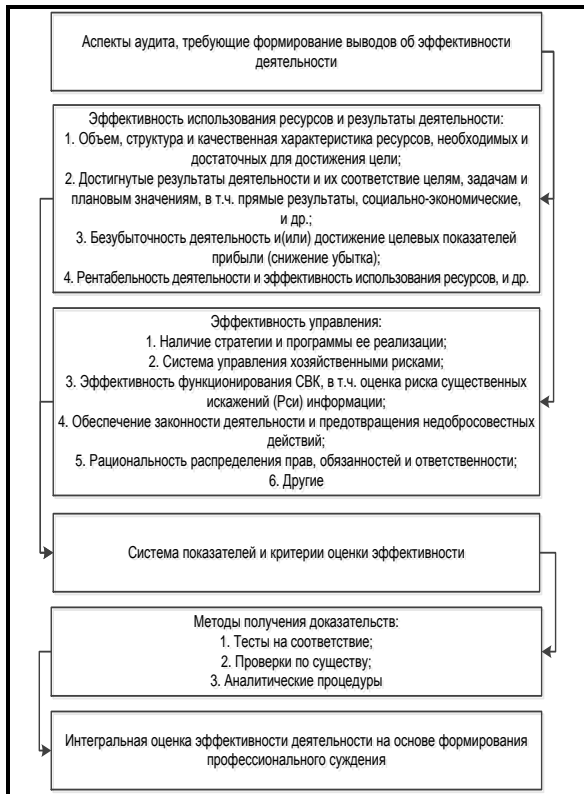 Аспекты аудита, требующие формирование выводов об эффективности
деятельности
Эффективность использования ресурсов и результаты деятельности:
1. Объем, структура и качественная характеристика ресурсов, необходимых и
достаточных для достижения цели;
2. Достигнутые результаты деятельности и их соответствие целям, задачам и
плановым значениям, в т.ч. прямые результаты, социально-экономические,
и др.;
3. Безубыточность деятельность и(или) достижение целевых показателей
прибыли (снижение убытка);
4. Рентабельность деятельности и эффективность использования ресурсов, и др.
Эффективность управления:
1. Наличие стратегии и программы ее реализации;
2. Система управления хозяйственными рисками;
3. Эффективность функционирования СВК, в т.ч. оценка риска существенных
искажений (Рси) информации;
4. Обеспечение законности деятельности и предотвращения недобросовестных
действий;
5. Рациональность распределения прав, обязанностей и ответственности;
6. Другие
Система показателей и критерии оценки эффективности
Методы получения доказательств:
1. Тесты на соответствие;
2. Проверки по существу;
3. Аналитические процедуры
Интегральная оценка эффективности деятельности на основе формирования
профессионального суждения